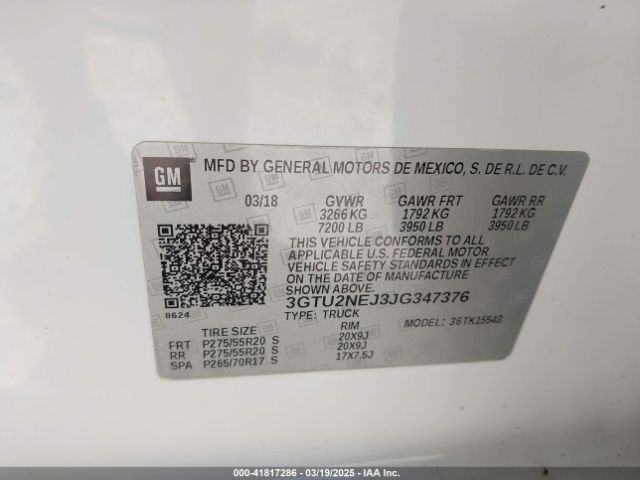 GM
MFD BY GENERAL MOTORS DE MEXICO, S. DE R.L. DE C.V.
03/18 GVWR GAWR FRT GAWR RR
3266 KG 1792 KG 1792 KG
7200 LB 3950 LB 3950 LB
THIS VEHICLE CONFORMS TO ALL
APPLICABLE U.S. FEDERAL MOTOR
VEHICLE SAFETY STANDARDS IN EFFECT
ON THE DATE OF MANUFACTURE
SHOWN ABOVE.
3GTU2NEJ3JG347376
8624
TYPE: TRUCK MODEL: 36TK15543
TIRE SIZE RIM
FRT P275/55R20 S 20X9J
RR P275/55R20 S 20X9J
SPA P265/70R17 S 17X7.5J
000-41817286 — 03/19/2025 — IAA Inc.